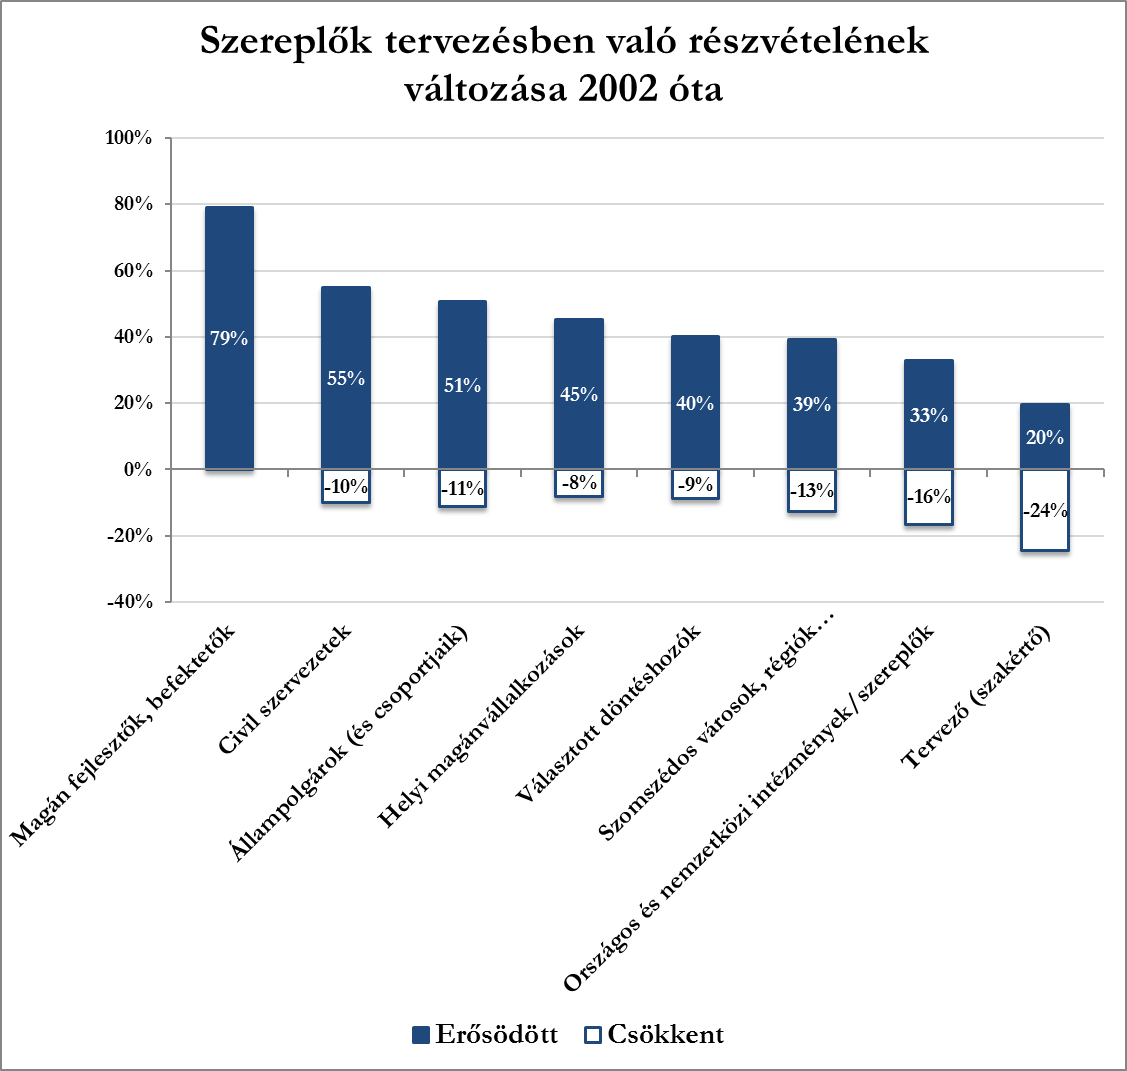 Szereplők tervezésben való részvételének
változása 2002 óta
100%
80%
60%
40%
20%
0%
-20%
-40%
79%
55%
51%
45%
40%
39%
33%
20%
-10%
-11%
-8%
-9%
-13%
-16%
-24%
Magán fejlesztők, befektetők
Civil szervezetek
Állampolgárok (és csoportjaik)
Helyi magánvállalkozások
Választott döntéshozók
Szomszédos városok, régiók…
Országos és nemzetközi intézmények/szereplők
Tervező (szakértő)
Erősödött
Csökkent